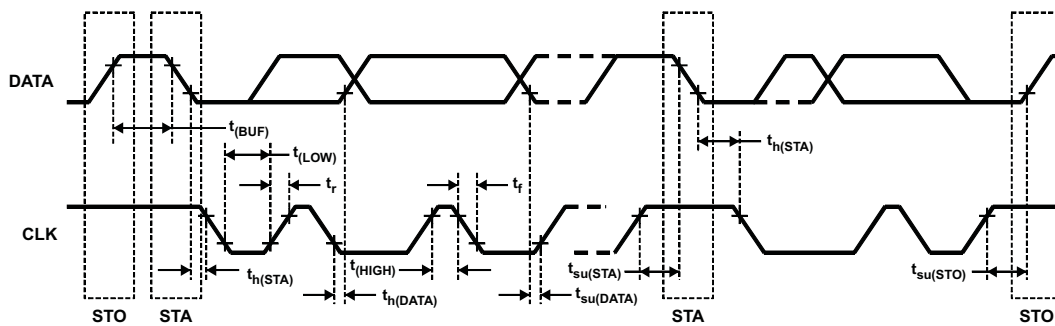 DATA
t(BUF)
t(LOW)
th(STA)
tr
tf
CLK
th(STA)
t(HIGH)
th(DATA)
tsu(DATA)
tsu(STA)
tsu(STO)
STO
STA
STA
STO